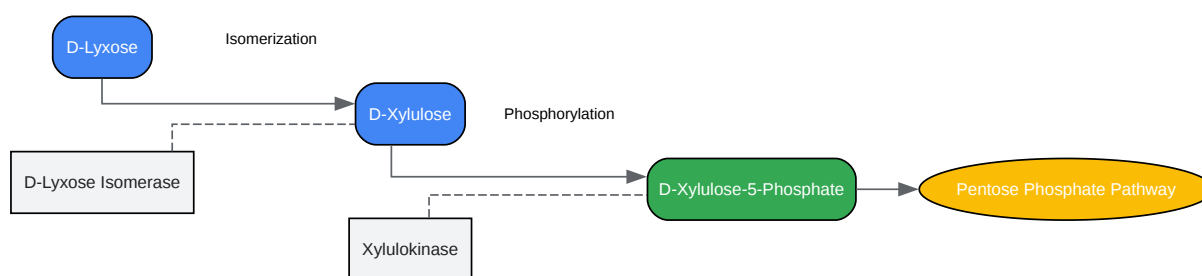 D-Lyxose
Isomerization
D-Xylulose
Phosphorylation
D-Lyxose Isomerase
D-Xylulose-5-Phosphate
Pentose Phosphate Pathway
Xylulokinase